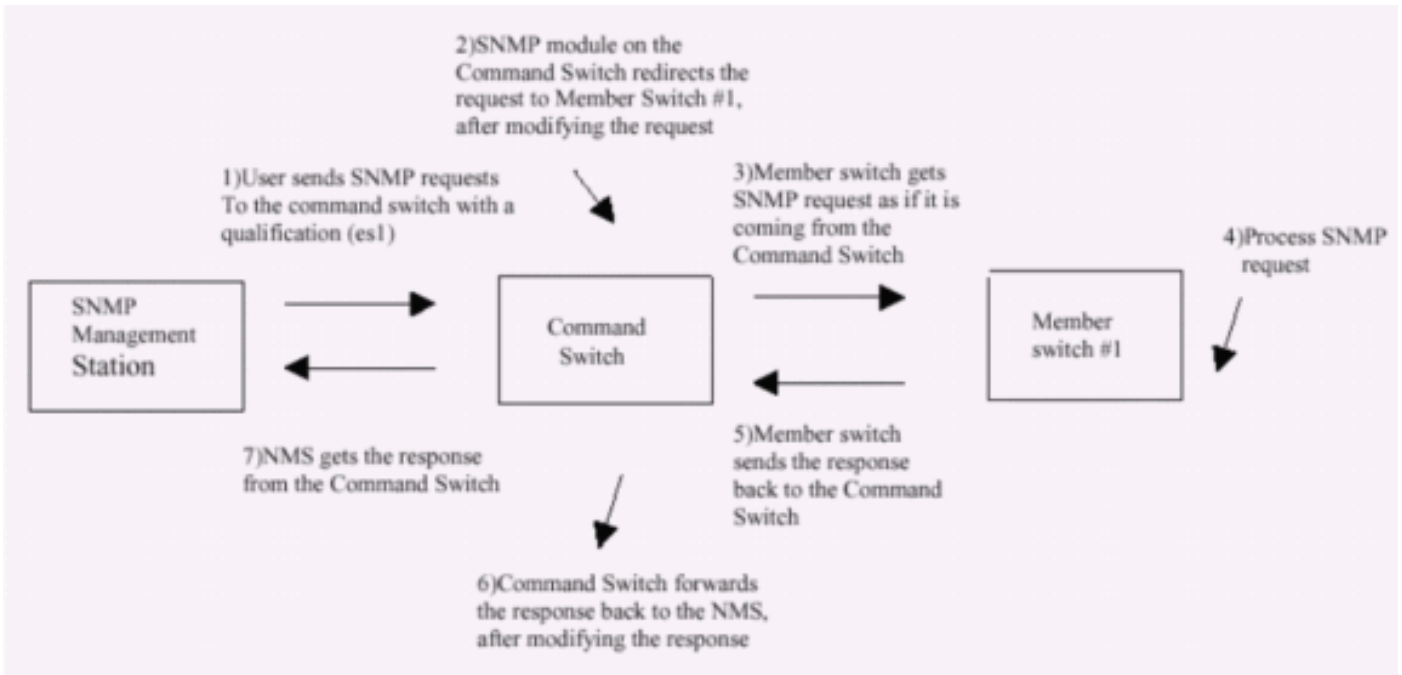 2)SNMP module on the
Command Switch redirects the
request to Member Switch #1,
after modifying the request
1)User sends SNMP requests
To the command switch with a
qualification (es1)
3)Member switch gets
SNMP request as if it is
coming from the
Command Switch
4)Process SNMP
request
SNMP
Management
Station
Command
Switch
Member
switch #1
7)NMS gets the response
from the Command Switch
5)Member switch
sends the response
back to the Command
Switch
6)Command Switch forwards
the response back to the NMS,
after modifying the response